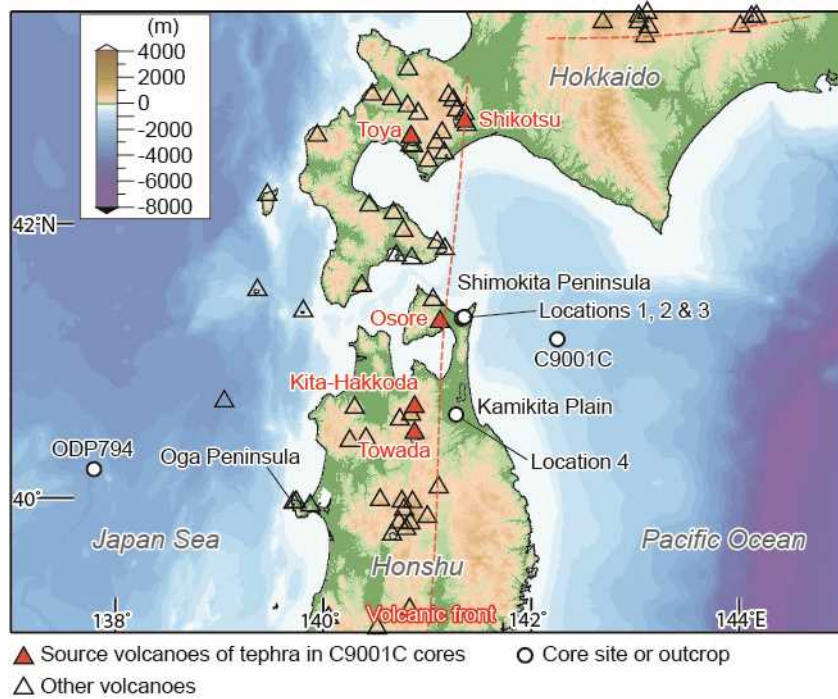 (m)
4000
2000
0
-2000
-4000
-6000
-8000
Hokkaido
Toya
Shikotsu
42°N
Shimokita Peninsula
Locations 1, 2 & 3
Osore
C9001C
Kita-Hakkoda
Kamikita Plain
ODP794
Towada
Oga Peninsula
Location 4
40°
Japan Sea
Honshu
Pacific Ocean
Volcanic front
138°
140°
142°
144°E
Source volcanoes of tephra in C9001C cores
Core site or outcrop
Other volcanoes